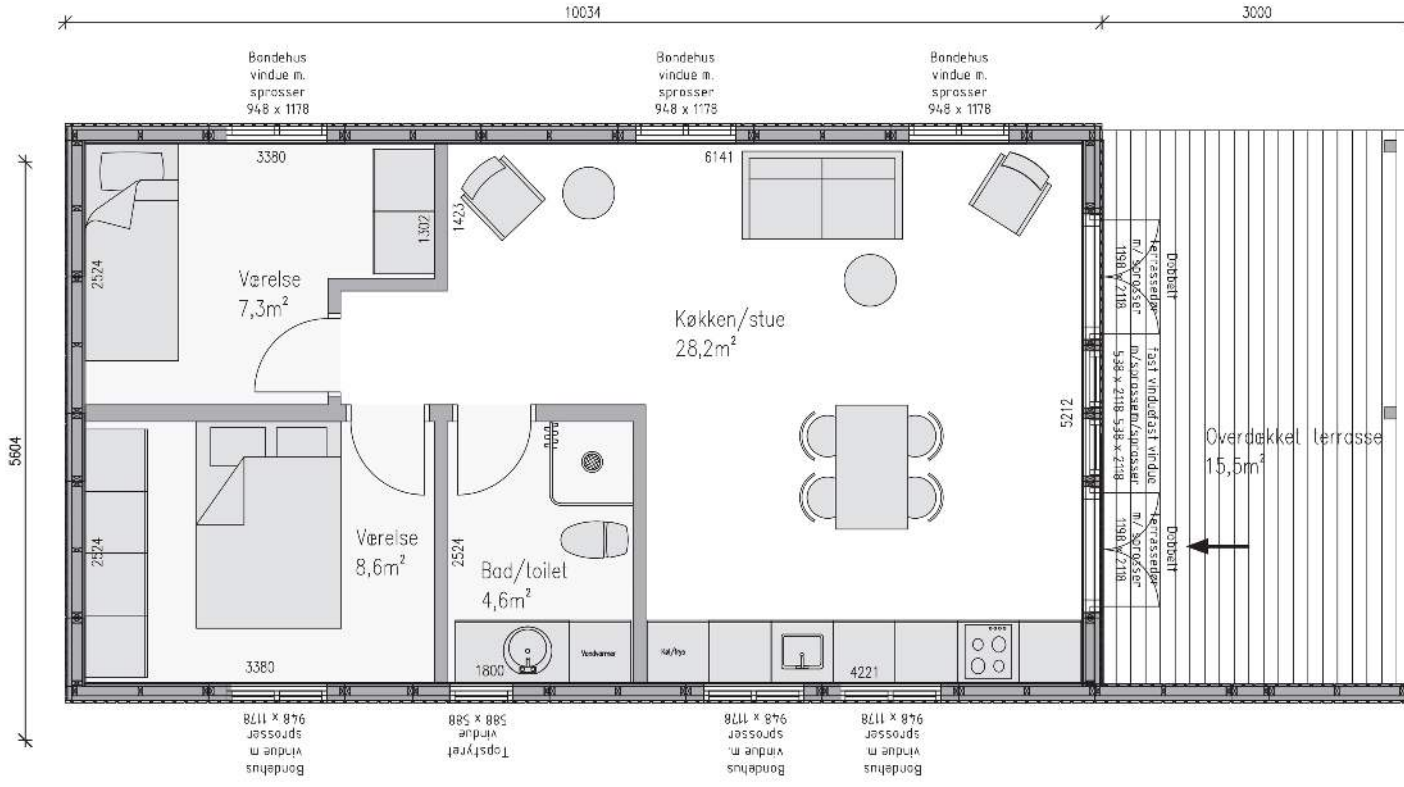 10034
3000
Bondehus
vindue m.
sprosser
948 x 1178
Bondehus
vindue m.
sprosser
948 x 1178
Bondehus
vindue m.
sprosser
948 x 1178
3380
6141
1302
1423
2524
Værelse
7,3m²
Køkken/stue
28,2m²
5604
5212
Dobbelt
terrassedør
m/ sprosser
1198 x 2118
fast vindue
m/sprosser
538 x 2118
fast vindue
m/sprosser
538 x 2118
Dobbelt
terrassedør
m/ sprosser
1198 x 2118
Overdækket terrasse
15,5m²
2524
Værelse
8,6m²
2524
Bad/toilet
4,6m²
3380
1800
Vandvarmer
Køl/frys
4221
Bondehus
vindue m
sprosser
948 x 1178
Topstyret
vindue
588 x 588
Bondehus
vindue m.
sprosser
948 x 1178
Bondehus
vindue m
sprosser
948 x 1178